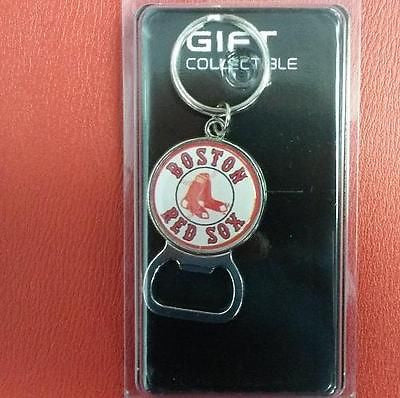 GIFT
COLLECTIBLE
BOSTON
RED SOX